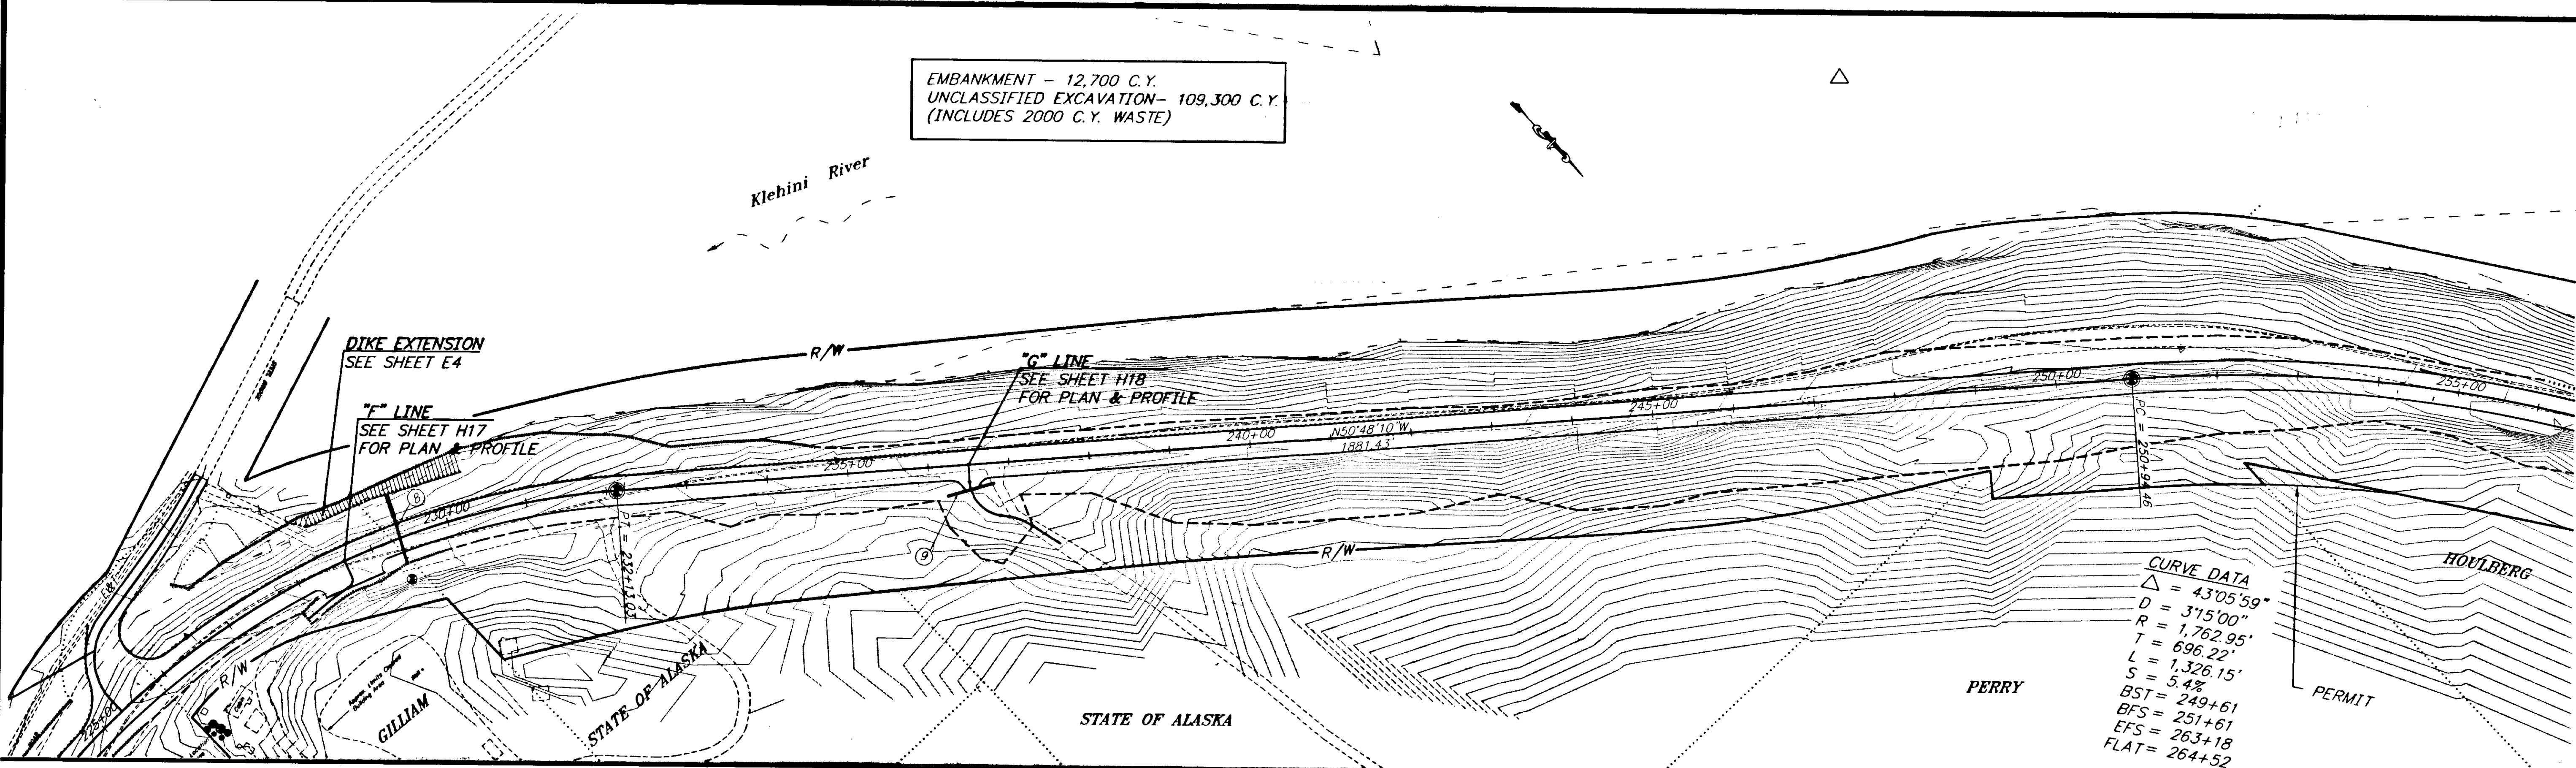 EMBANKMENT - 12,700 C.Y.
UNCLASSIFIED EXCAVATION- 109,300 C.Y.
(INCLUDES 2000 C.Y. WASTE)
Klehini River
DIKE EXTENSION
SEE SHEET E4
"F" LINE
SEE SHEET H17
FOR PLAN & PROFILE
R/W
"G" LINE
SEE SHEET H18
FOR PLAN & PROFILE
225+00
230+00
235+00
240+00
245+00
250+00
255+00
N50°48'10"W
1881.43'
8
9
PT = 232+13.03
PC = 250+94.46
R/W
R/W
GILLIAM
STATE OF ALASKA
STATE OF ALASKA
PERRY
HOULBERG
PERMIT
CURVE DATA
△ = 43°05'59"
D = 3°15'00"
R = 1,762.95'
T = 696.22'
L = 1,326.15'
S = 5.4%
BST= 249+61
BFS= 251+61
EFS= 263+18
FLAT= 264+52